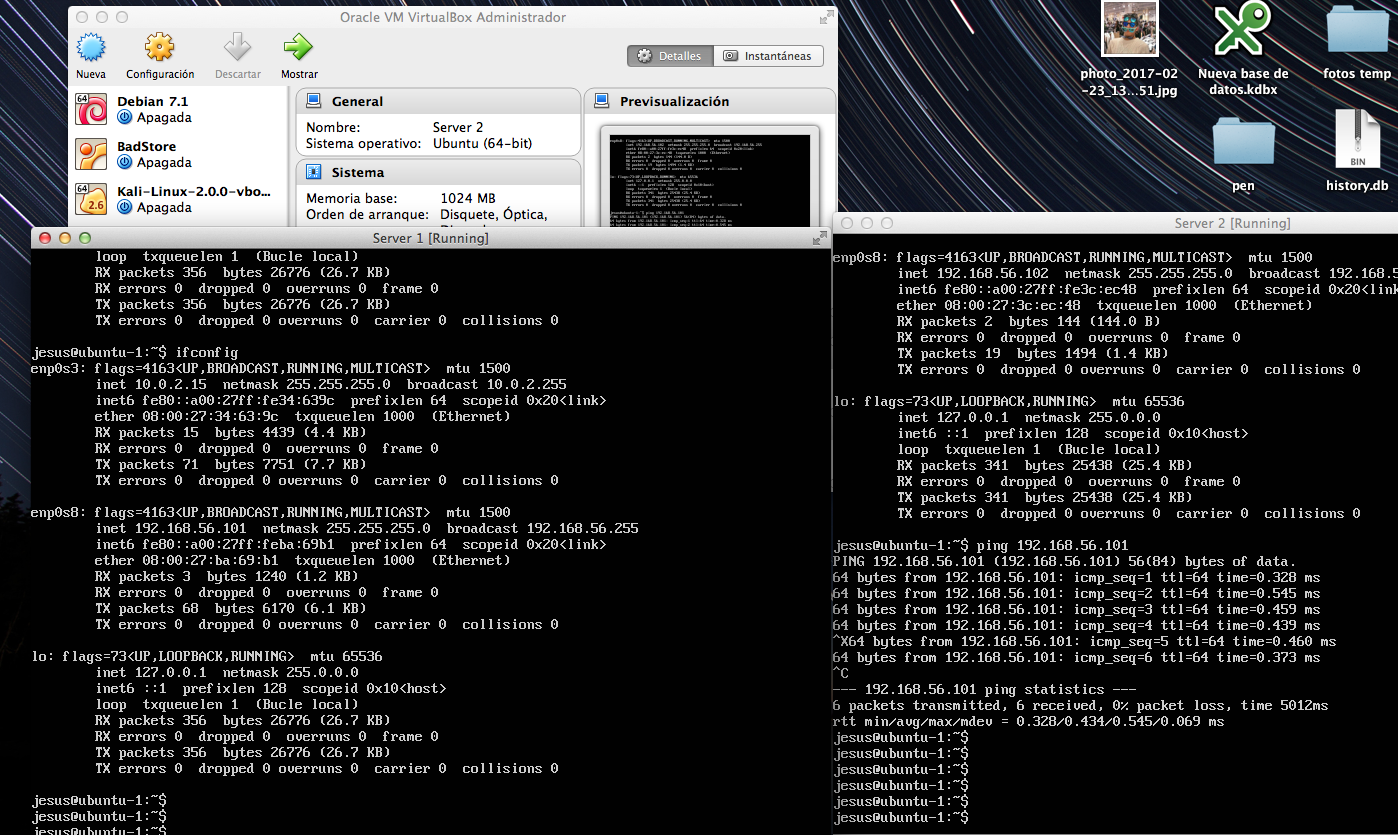 Oracle VM VirtualBox Administrador
Nueva
Configuración
Descartar
Mostrar
Detalles
Instantáneas
64
Debian 7.1
Apagada
BadStore
Apagada
64
2.6
Kali-Linux-2.0.0-vbo...
Apagada
General
Nombre: Server 2
Sistema operativo: Ubuntu (64-bit)
Sistema
Memoria base: 1024 MB
Orden de arranque: Disquete, Óptica,
Previsualización
photo_2017-02
-23_13...51.jpg
Nueva base de
datos.kdbx
fotos temp
pen
BIN
history.db
Server 1 [Running]
loop txqueuelen 1 (Bucle local)
RX packets 356 bytes 26776 (26.7 KB)
RX errors 0 dropped 0 overruns 0 frame 0
TX packets 356 bytes 26776 (26.7 KB)
TX errors 0 dropped 0 overruns 0 carrier 0 collisions 0
jesus@ubuntu-1:~$ ifconfig
enp0s3: flags=4163<UP,BROADCAST,RUNNING,MULTICAST> mtu 1500
inet 10.0.2.15 netmask 255.255.255.0 broadcast 10.0.2.255
inet6 fe80::a00:27ff:fe34:639c prefixlen 64 scopeid 0x20<link>
ether 08:00:27:34:63:9c txqueuelen 1000 (Ethernet)
RX packets 15 bytes 4439 (4.4 KB)
RX errors 0 dropped 0 overruns 0 frame 0
TX packets 71 bytes 7751 (7.7 KB)
TX errors 0 dropped 0 overruns 0 carrier 0 collisions 0
enp0s8: flags=4163<UP,BROADCAST,RUNNING,MULTICAST> mtu 1500
inet 192.168.56.101 netmask 255.255.255.0 broadcast 192.168.56.255
inet6 fe80::a00:27ff:feba:69b1 prefixlen 64 scopeid 0x20<link>
ether 08:00:27:ba:69:b1 txqueuelen 1000 (Ethernet)
RX packets 3 bytes 1240 (1.2 KB)
RX errors 0 dropped 0 overruns 0 frame 0
TX packets 68 bytes 6170 (6.1 KB)
TX errors 0 dropped 0 overruns 0 carrier 0 collisions 0
lo: flags=73<UP,LOOPBACK,RUNNING> mtu 65536
inet 127.0.0.1 netmask 255.0.0.0
inet6 ::1 prefixlen 128 scopeid 0x10<host>
loop txqueuelen 1 (Bucle local)
RX packets 356 bytes 26776 (26.7 KB)
RX errors 0 dropped 0 overruns 0 frame 0
TX packets 356 bytes 26776 (26.7 KB)
TX errors 0 dropped 0 overruns 0 carrier 0 collisions 0
jesus@ubuntu-1:~$
jesus@ubuntu-1:~$
jesus@ubuntu-1:~$
Server 2 [Running]
enp0s8: flags=4163<UP,BROADCAST,RUNNING,MULTICAST> mtu 1500
inet 192.168.56.102 netmask 255.255.255.0 broadcast 192.168.5
inet6 fe80::a00:27ff:fe3c:ec48 prefixlen 64 scopeid 0x20<link
ether 08:00:27:3c:ec:48 txqueuelen 1000 (Ethernet)
RX packets 2 bytes 144 (144.0 B)
RX errors 0 dropped 0 overruns 0 frame 0
TX packets 19 bytes 1494 (1.4 KB)
TX errors 0 dropped 0 overruns 0 carrier 0 collisions 0
lo: flags=73<UP,LOOPBACK,RUNNING> mtu 65536
inet 127.0.0.1 netmask 255.0.0.0
inet6 ::1 prefixlen 128 scopeid 0x10<host>
loop txqueuelen 1 (Bucle local)
RX packets 341 bytes 25438 (25.4 KB)
RX errors 0 dropped 0 overruns 0 frame 0
TX packets 341 bytes 25438 (25.4 KB)
TX errors 0 dropped 0 overruns 0 carrier 0 collisions 0
jesus@ubuntu-1:~$ ping 192.168.56.101
PING 192.168.56.101 (192.168.56.101) 56(84) bytes of data.
64 bytes from 192.168.56.101: icmp_seq=1 ttl=64 time=0.328 ms
64 bytes from 192.168.56.101: icmp_seq=2 ttl=64 time=0.545 ms
64 bytes from 192.168.56.101: icmp_seq=3 ttl=64 time=0.459 ms
64 bytes from 192.168.56.101: icmp_seq=4 ttl=64 time=0.439 ms
^X64 bytes from 192.168.56.101: icmp_seq=5 ttl=64 time=0.460 ms
64 bytes from 192.168.56.101: icmp_seq=6 ttl=64 time=0.373 ms
^C
--- 192.168.56.101 ping statistics ---
6 packets transmitted, 6 received, 0% packet loss, time 5012ms
rtt min/avg/max/mdev = 0.328/0.434/0.545/0.069 ms
jesus@ubuntu-1:~$
jesus@ubuntu-1:~$
jesus@ubuntu-1:~$
jesus@ubuntu-1:~$
jesus@ubuntu-1:~$
jesus@ubuntu-1:~$